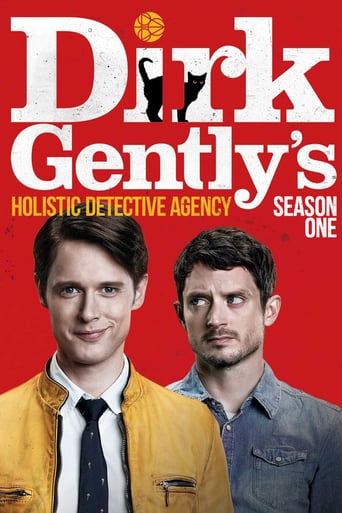 Dirk
Gently's
HOLISTIC DETECTIVE AGENCY
SEASON
ONE